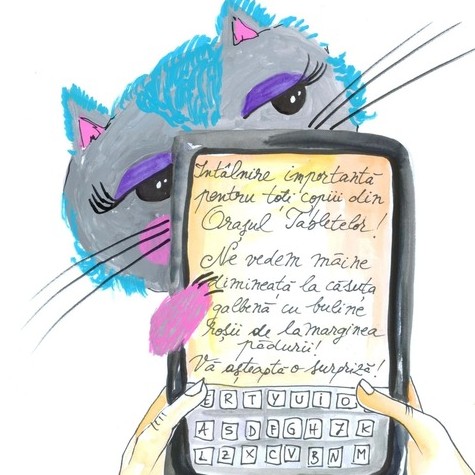 Întâlnire importantă
pentru toți copiii din
Orașul Tabletelor!
Ne vedem mâine
dimineață la căsuța
galbenă cu buline
roșii de la marginea
pădurii!
Vă așteaptă o surpriză!
E R T Y U I O
A S D F G H J K
L Z X C V B N M